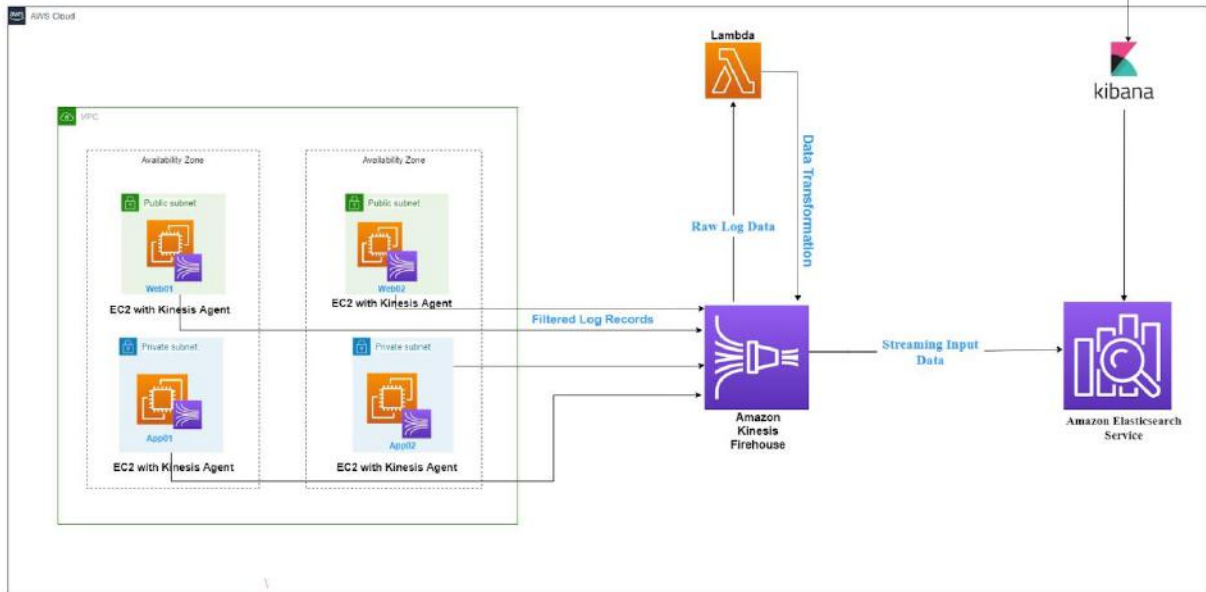 aws
AWS Cloud
Lambda
kibana
VPC
Availability Zone
Availability Zone
Data Transformation
Public subnet
Public subnet
Raw Log Data
Web01
Web02
EC2 with Kinesis Agent
EC2 with Kinesis Agent
Filtered Log Records
Private subnet
Private subnet
Streaming Input
Data
App01
App02
EC2 with Kinesis Agent
EC2 with Kinesis Agent
Amazon
Kinesis
Firehouse
Amazon Elasticsearch
Service
\